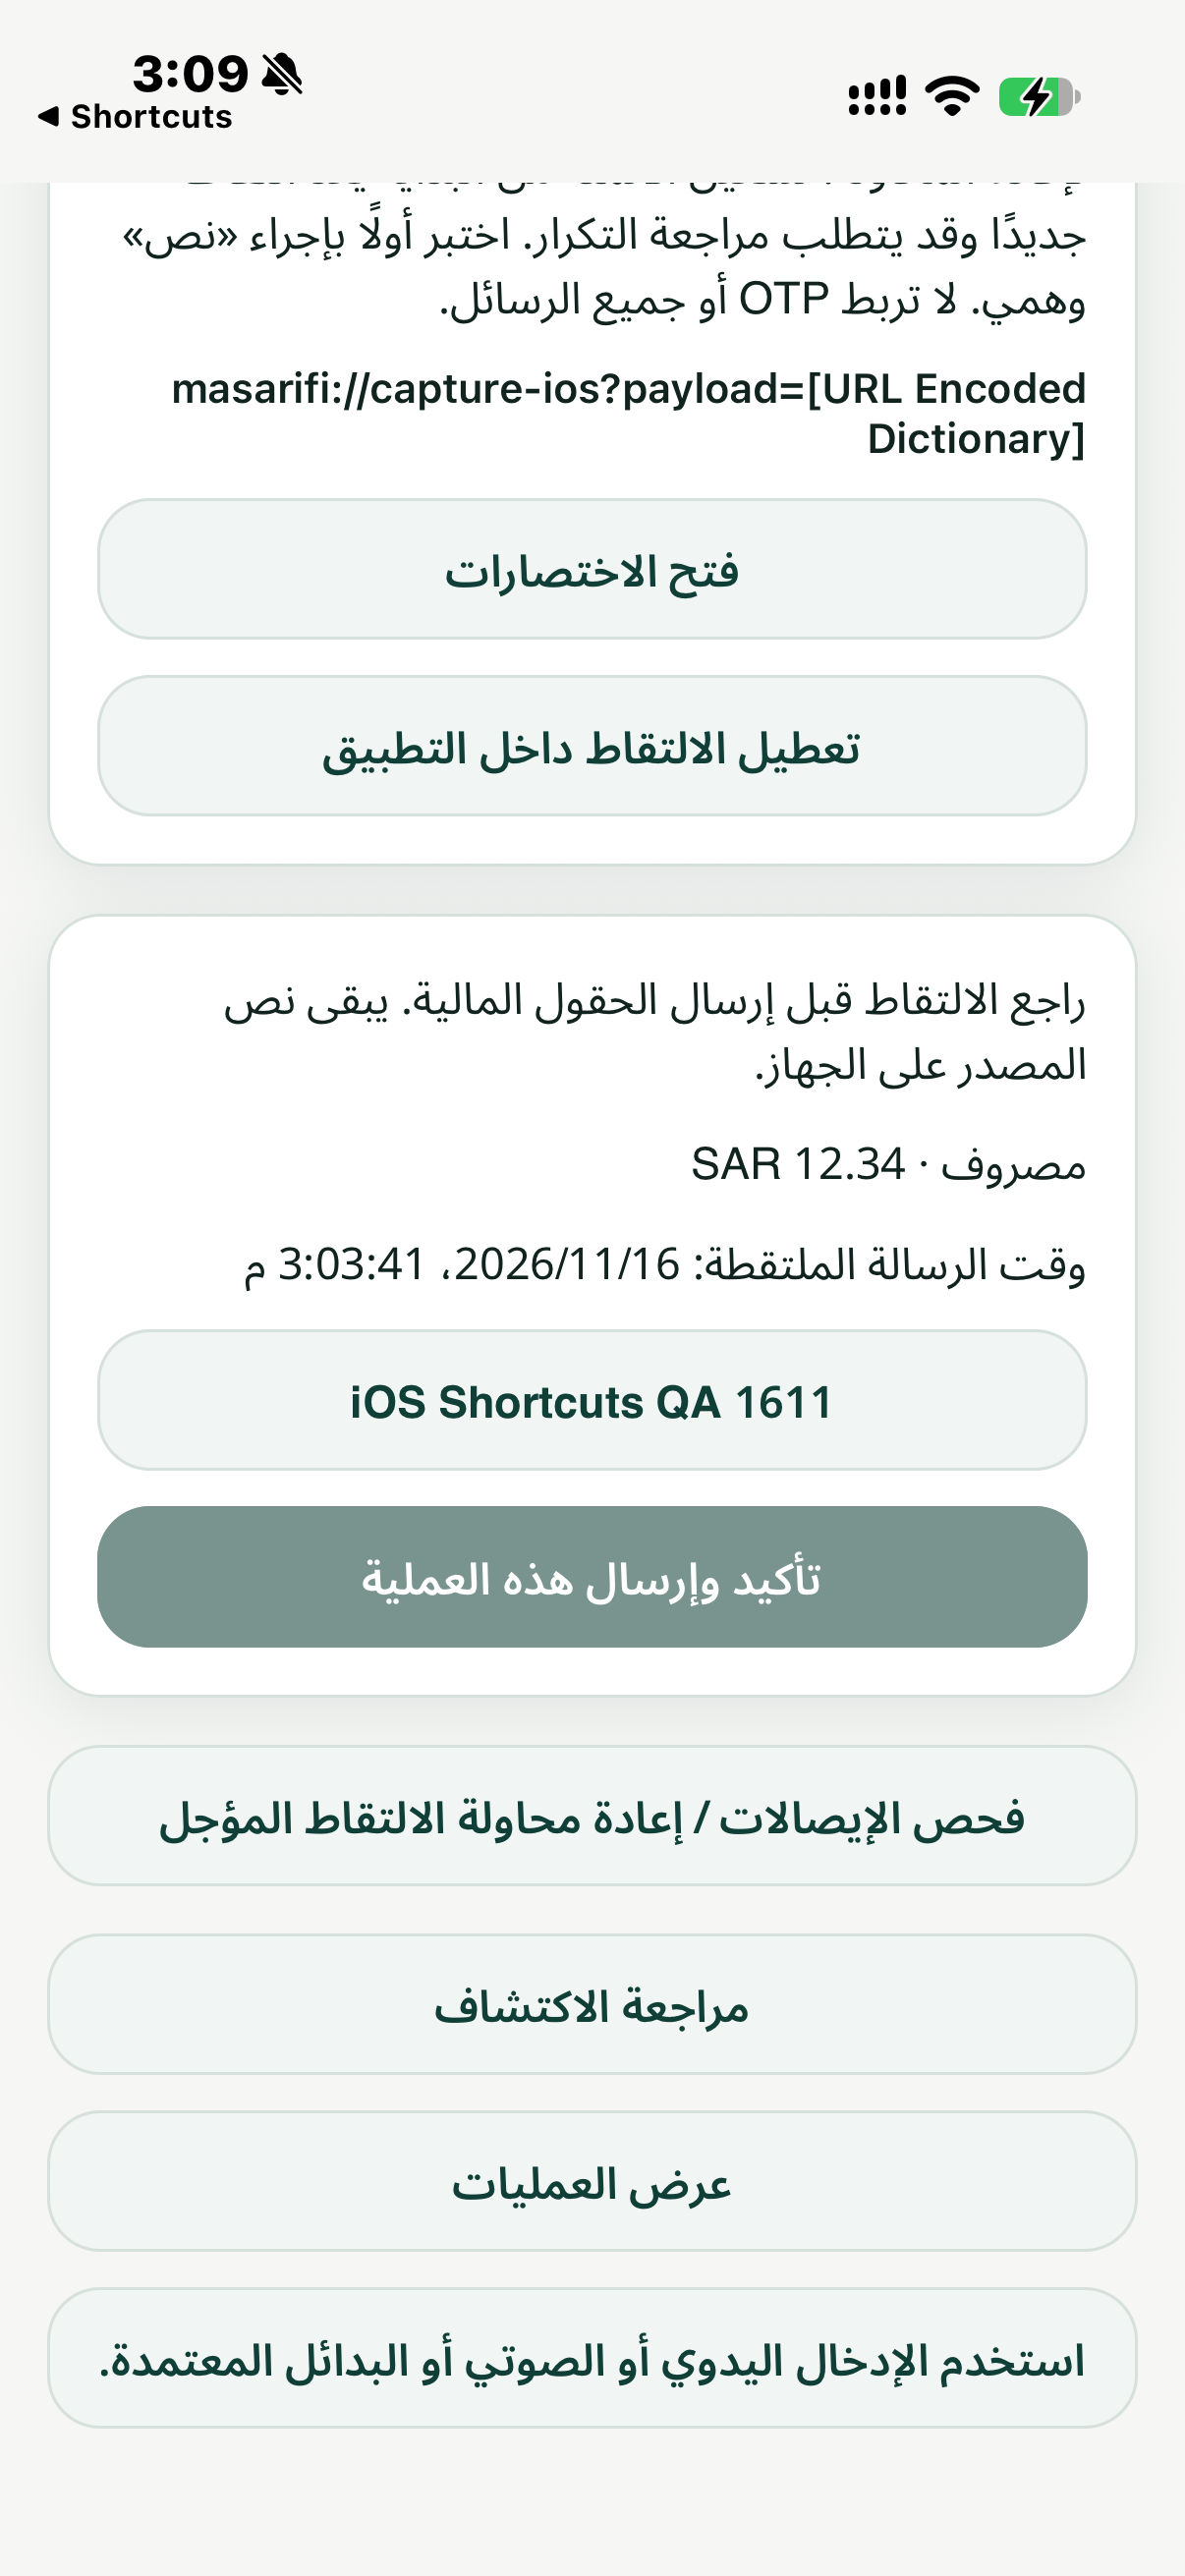 3:09
◀ Shortcuts
جديدًا وقد يتطلب مراجعة التكرار. اختبر أولًا بإجراء «نص»
وهمي. لا تربط OTP أو جميع الرسائل.
masarifi://capture-ios?payload=[URL Encoded
Dictionary]
فتح الاختصارات
تعطيل الالتقاط داخل التطبيق
راجع الالتقاط قبل إرسال الحقول المالية. يبقى نص
المصدر على الجهاز.
مصروف · SAR 12.34
وقت الرسالة الملتقطة: 2026/11/16، 3:03:41 م
iOS Shortcuts QA 1611
تأكيد وإرسال هذه العملية
فحص الإيصالات / إعادة محاولة الالتقاط المؤجل
مراجعة الاكتشاف
عرض العمليات
استخدم الإدخال اليدوي أو الصوتي أو البدائل المعتمدة.